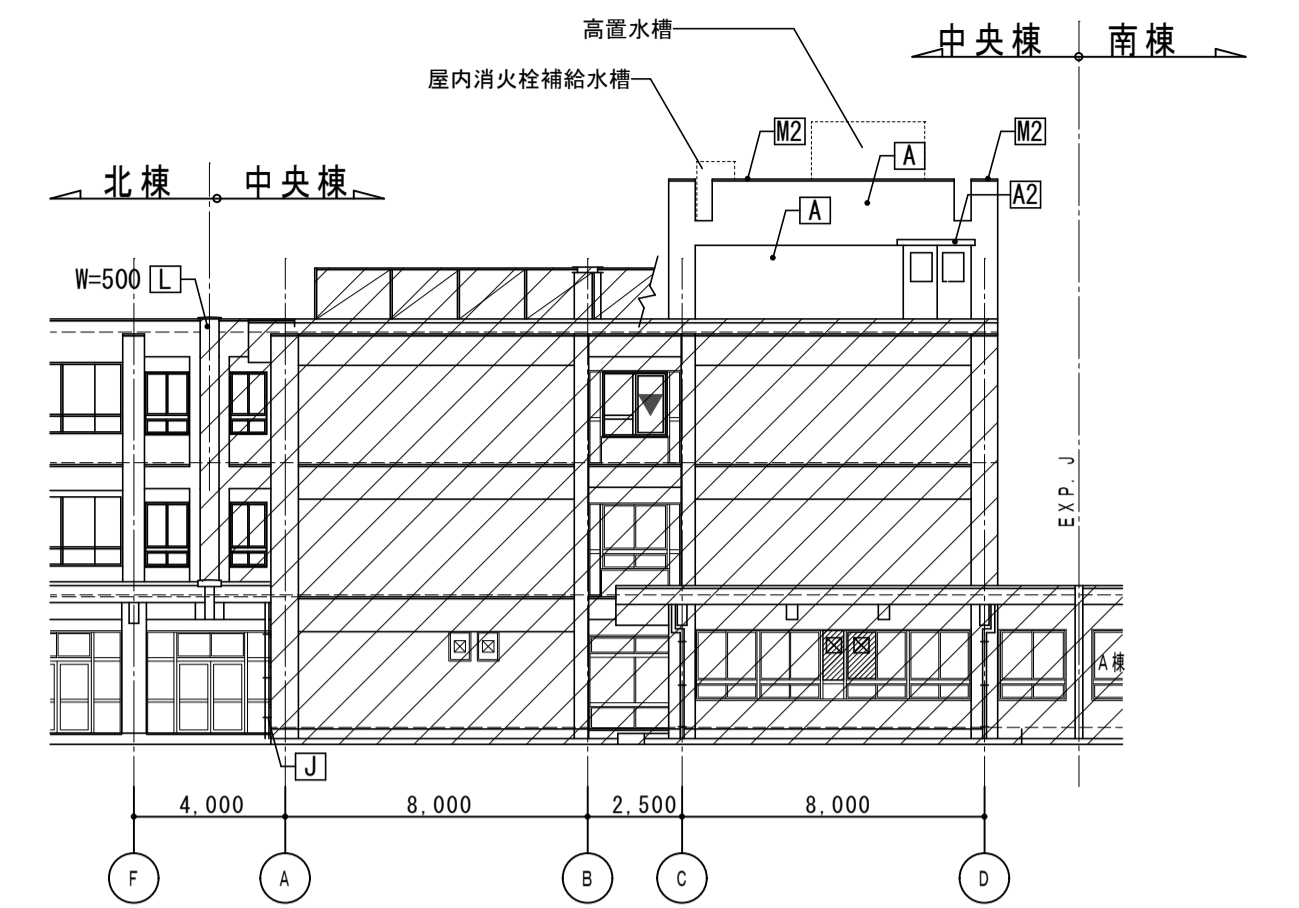 高置水槽
中央棟 南棟
屋内消火栓補給水槽
M2
M2
A
北棟 中央棟
A2
A
W=500 L
EXP. J
A棟
J
4,000 8,000 2,500 8,000
F A B C D